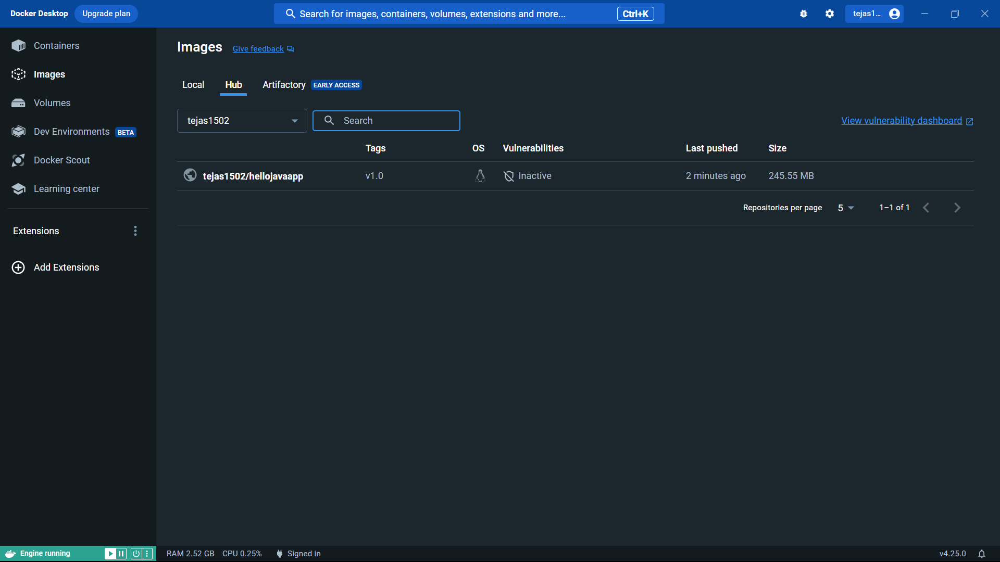 Docker Desktop Upgrade plan Search for images, containers, volumes, extensions and more... Ctrl+K tejas1...
Containers
Images
Volumes
Dev Environments BETA
Docker Scout
Learning center
Extensions
Add Extensions
Images Give feedback
Local Hub Artifactory EARLY ACCESS
tejas1502 Search View vulnerability dashboard
Tags OS Vulnerabilities Last pushed Size
tejas1502/hellojavaapp v1.0 Inactive 2 minutes ago 245.55 MB
Repositories per page 5 1–1 of 1
Engine running RAM 2.52 GB CPU 0.25% Signed in v4.25.0